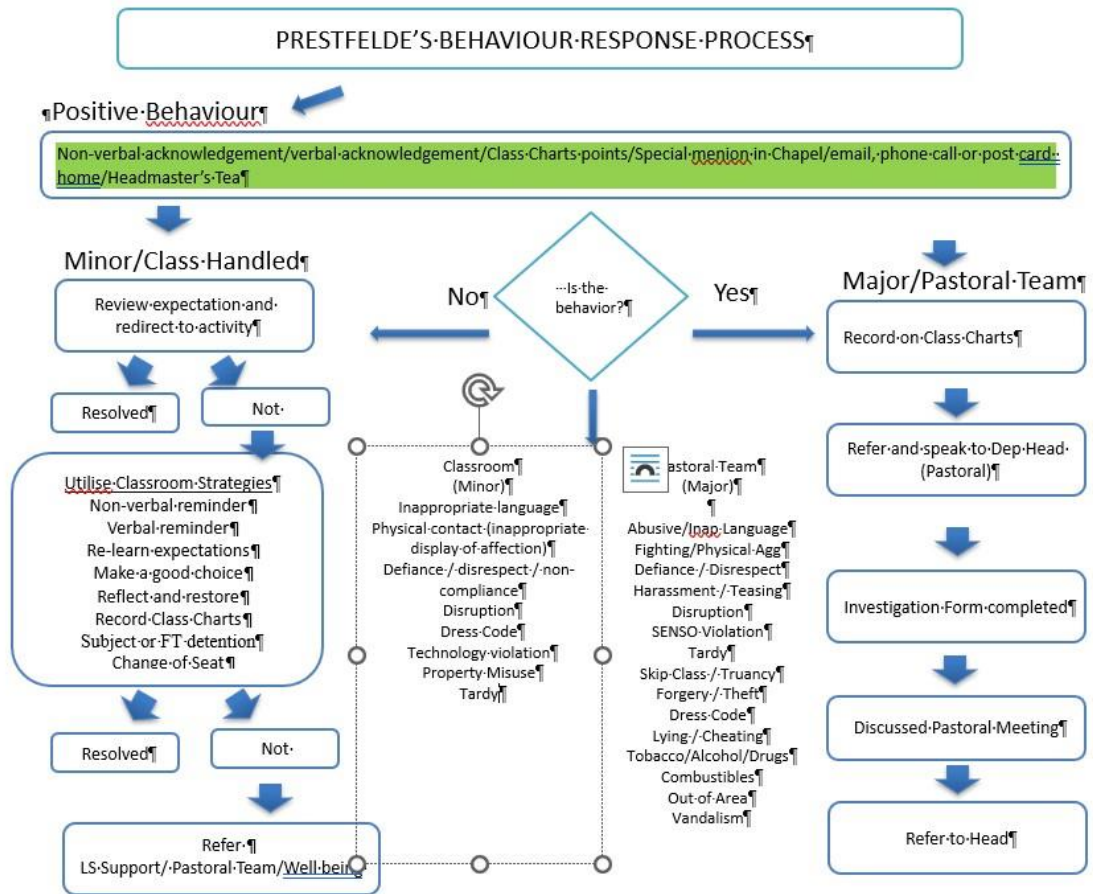 PRESTFELDE'S·BEHAVIOUR·RESPONSE·PROCESS¶
¶Positive·Behaviour¶
Non-verbal·acknowledgement/verbal·acknowledgement/Class·Charts·points/Special·menion·in·Chapel/email,·phone·call·or·post·card··
home/Headmaster's·Tea¶
Minor/Class·Handled¶
Review·expectation·and·
redirect·to·activity¶
Resolved¶
Not·
Utilise·Classroom·Strategies¶
Non-verbal·reminder¶
Verbal·reminder¶
Re-learn·expectations¶
Make·a·good·choice¶
Reflect·and·restore¶
Record·Class·Charts¶
Subject·or·FT·detention¶
Change·of·Seat¶
Resolved¶
Not·
Refer·¶
LS·Support/·Pastoral·Team/Well·being
No¶
···Is·the·
behavior?¶
Yes¶
Classroom¶
(Minor)¶
Inappropriate·language¶
Physical·contact·(inappropriate·
display·of·affection)¶
Defiance·/·disrespect·/·non-
compliance¶
Disruption¶
Dress·Code¶
Technology·violation¶
Property·Misuse¶
Tardy¶
astoral·Team¶
(Major)¶
¶
Abusive/Inap·Language¶
Fighting/Physical·Agg¶
Defiance·/·Disrespect¶
Harassment·/·Teasing¶
Disruption¶
SENSO·Violation¶
Tardy¶
Skip·Class·/·Truancy¶
Forgery·/·Theft¶
Dress·Code¶
Lying·/·Cheating¶
Tobacco/Alcohol/Drugs¶
Combustibles¶
Out·of·Area¶
Vandalism¶
Major/Pastoral·Team¶
Record·on·Class·Charts¶
Refer·and·speak·to·Dep·Head·
(Pastoral)¶
Investigation·Form·completed¶
Discussed·Pastoral·Meeting¶
Refer·to·Head¶